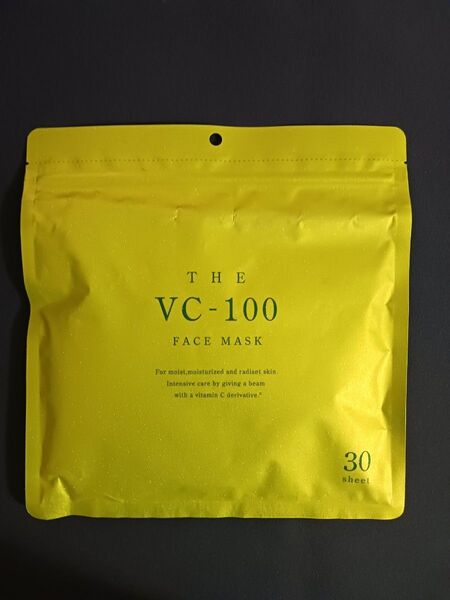 THE
VC-100
FACE MASK
For moist,moisturized and radiant skin.
Intensive care by giving a beam
with a vitamin C derivative.*
30
sheet